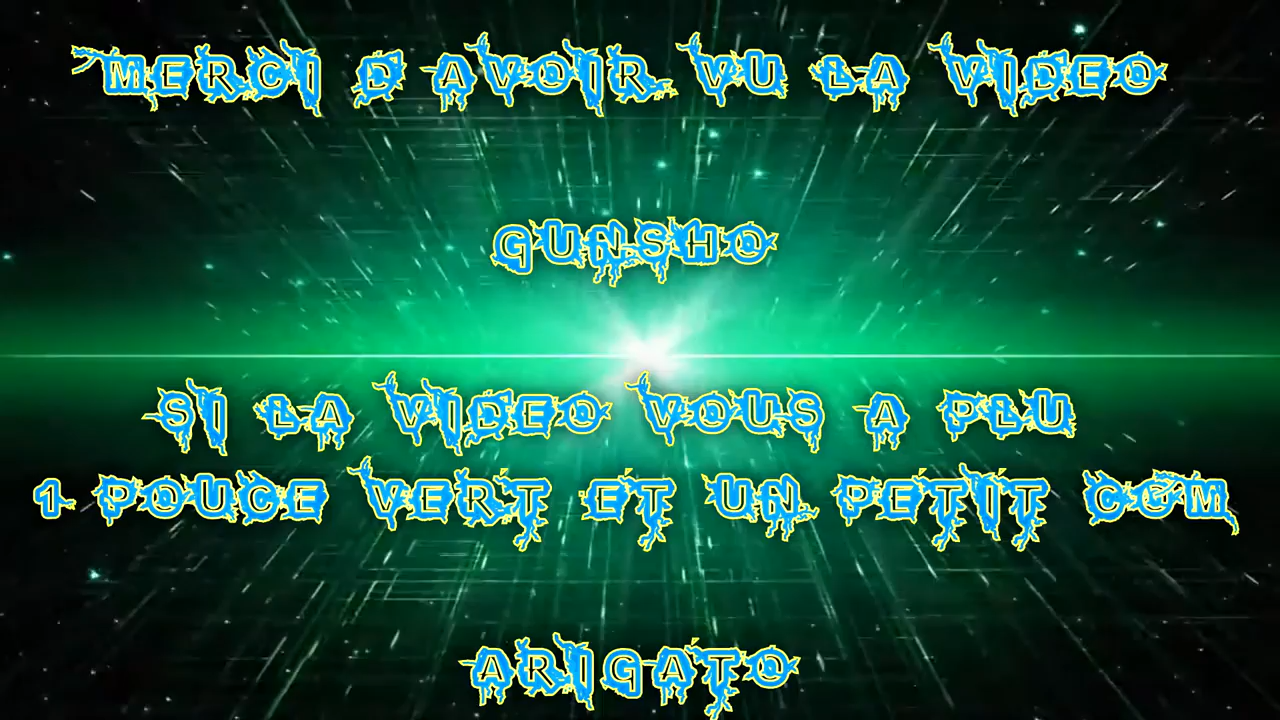 MERCI D AVOIR VU LA VIDEO
GUNSHO
SI LA VIDEO VOUS A PLU
1 POUCE VERT ET UN PETIT COM
ARIGATO